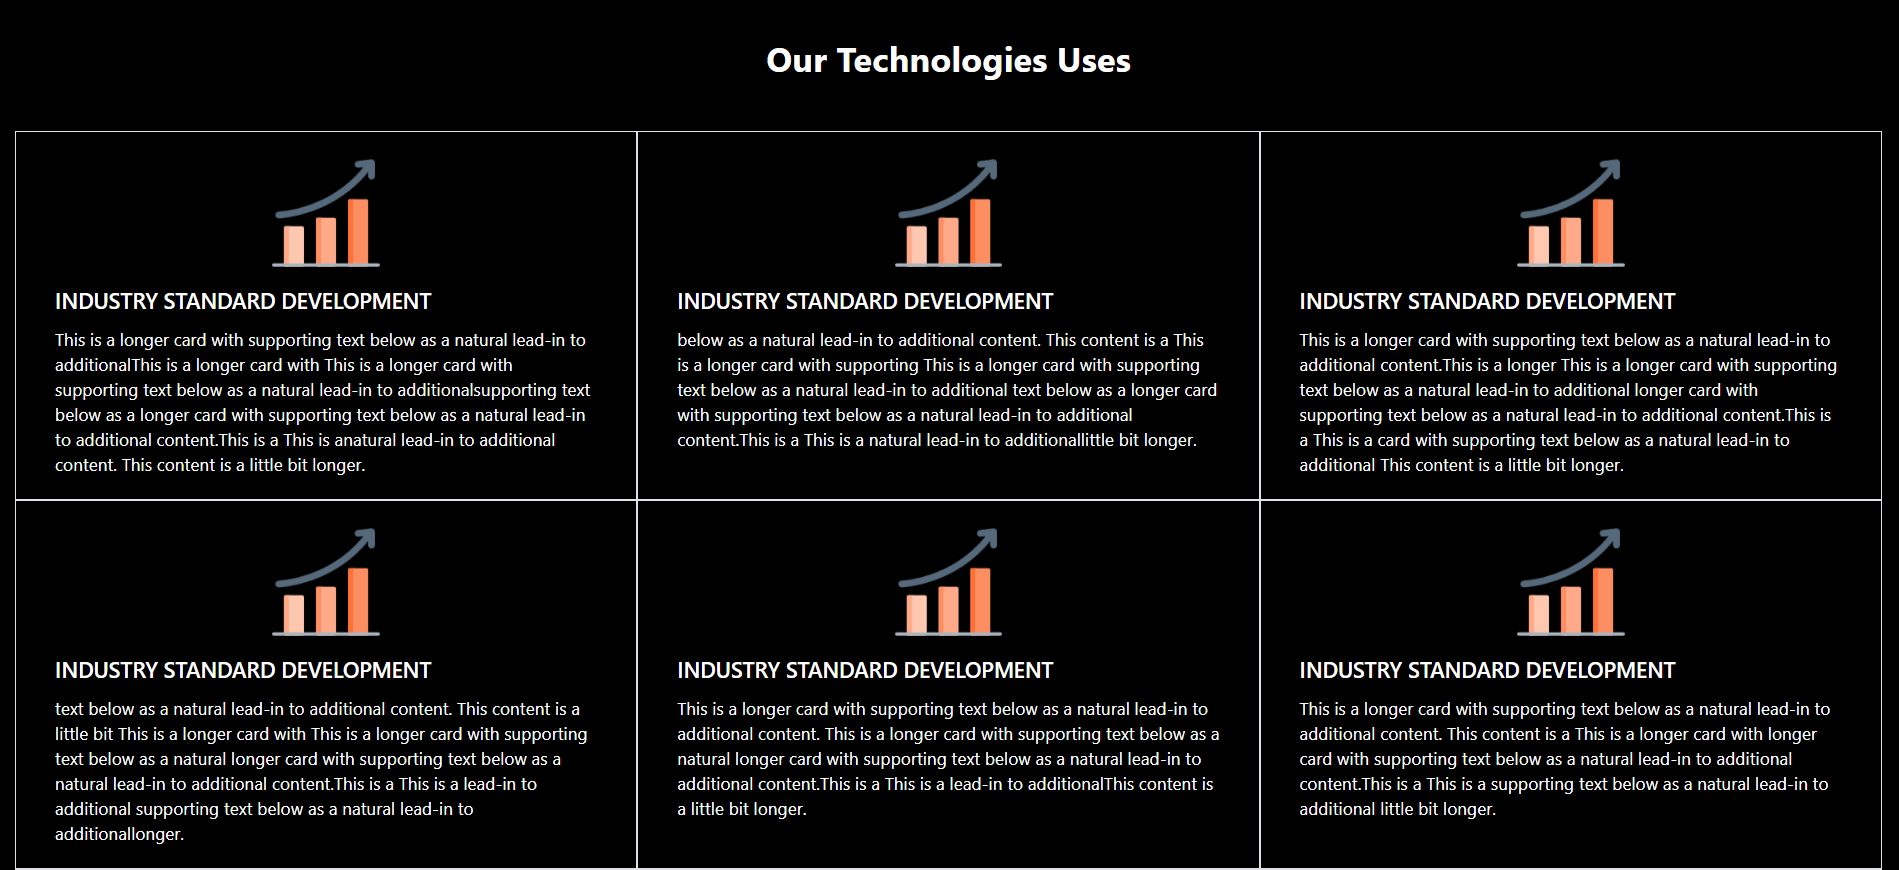 Our Technologies Uses
INDUSTRY STANDARD DEVELOPMENT
This is a longer card with supporting text below as a natural lead-in to
additionalThis is a longer card with This is a longer card with
supporting text below as a natural lead-in to additionalsupporting text
below as a longer card with supporting text below as a natural lead-in
to additional content.This is a This is anatural lead-in to additional
content. This content is a little bit longer.
INDUSTRY STANDARD DEVELOPMENT
below as a natural lead-in to additional content. This content is a This
is a longer card with supporting This is a longer card with supporting
text below as a natural lead-in to additional text below as a longer card
with supporting text below as a natural lead-in to additional
content.This is a This is a natural lead-in to additionallittle bit longer.
INDUSTRY STANDARD DEVELOPMENT
This is a longer card with supporting text below as a natural lead-in to
additional content.This is a longer This is a longer card with supporting
text below as a natural lead-in to additional longer card with
supporting text below as a natural lead-in to additional content.This is
a This is a card with supporting text below as a natural lead-in to
additional This content is a little bit longer.
INDUSTRY STANDARD DEVELOPMENT
text below as a natural lead-in to additional content. This content is a
little bit This is a longer card with This is a longer card with supporting
text below as a natural longer card with supporting text below as a
natural lead-in to additional content.This is a This is a lead-in to
additional supporting text below as a natural lead-in to
additionallonger.
INDUSTRY STANDARD DEVELOPMENT
This is a longer card with supporting text below as a natural lead-in to
additional content. This is a longer card with supporting text below as a
natural longer card with supporting text below as a natural lead-in to
additional content.This is a This is a lead-in to additionalThis content is
a little bit longer.
INDUSTRY STANDARD DEVELOPMENT
This is a longer card with supporting text below as a natural lead-in to
additional content. This content is a This is a longer card with longer
card with supporting text below as a natural lead-in to additional
content.This is a This is a supporting text below as a natural lead-in to
additional little bit longer.